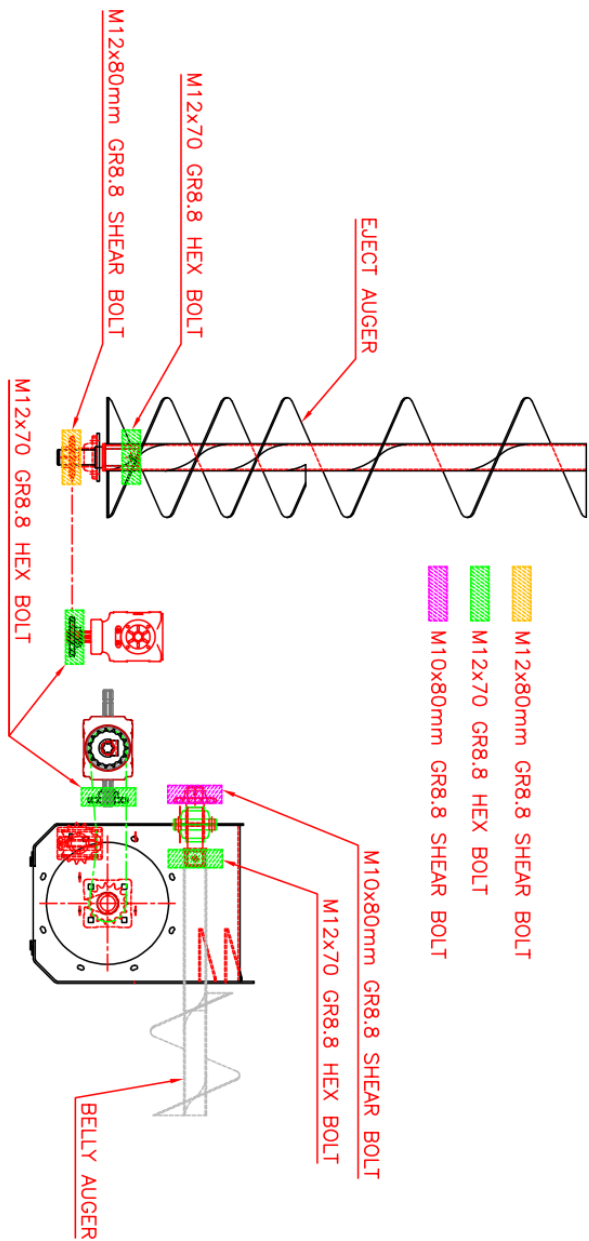 M12x80mm GR8.8 SHEAR BOLT
M12x70 GR8.8 HEX BOLT
M10x80mm GR8.8 SHEAR BOLT
EJECT AUGER
M12x70 GR8.8 HEX BOLT
M12x80mm GR8.8 SHEAR BOLT
M12x70 GR8.8 HEX BOLT
M10x80mm GR8.8 SHEAR BOLT
M12x70 GR8.8 HEX BOLT
BELLY AUGER